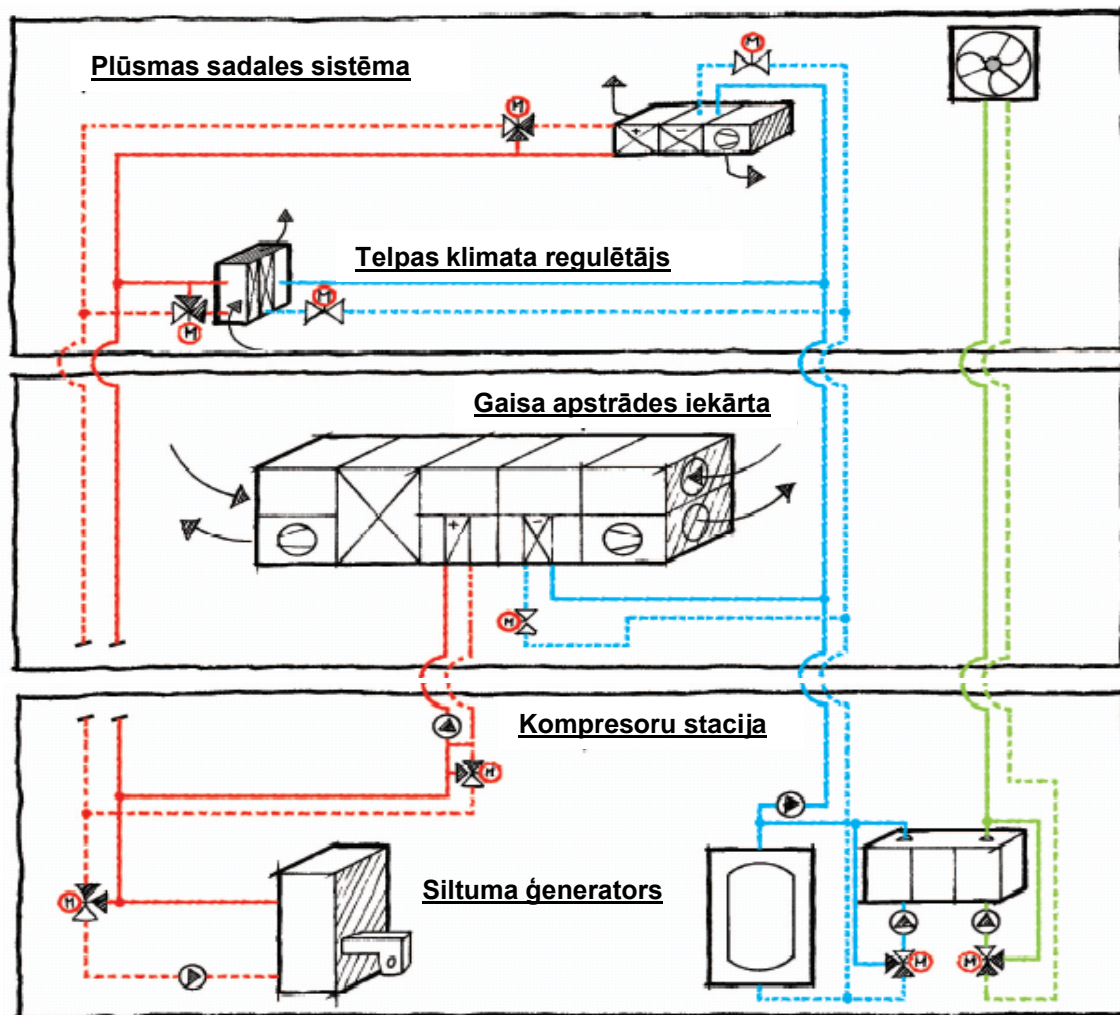 Plūsmas sadales sistēma
M
M
+
−
Telpas klimata regulētājs
M
M
Gaisa apstrādes iekārta
+
−
M
Kompresoru stacija
M
M
Siltuma ģenerators
M
M